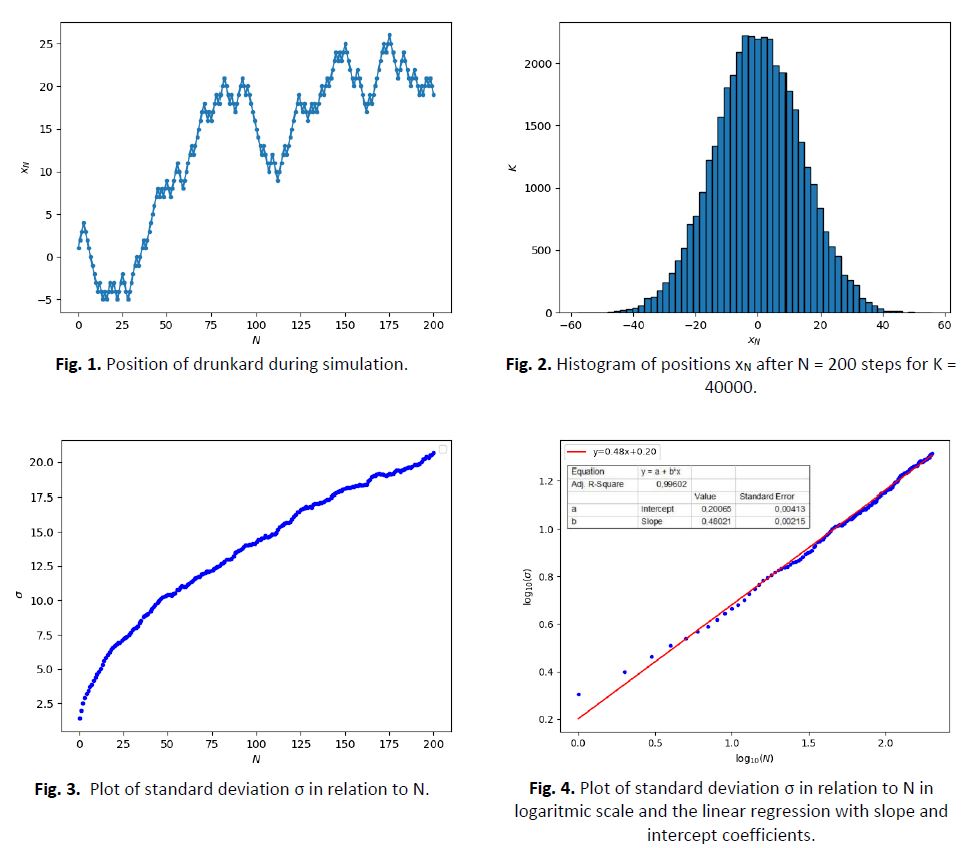 25
20
15
10
5
0
−5
xN
0 25 50 75 100 125 150 175 200
N
Fig. 1. Position of drunkard during simulation.
2000
1500
1000
500
0
K
−60 −40 −20 0 20 40 60
xN
Fig. 2. Histogram of positions xN after N = 200 steps for K =
40000.
20.0
17.5
15.0
12.5
10.0
7.5
5.0
2.5
σ
0 25 50 75 100 125 150 175 200
N
Fig. 3. Plot of standard deviation σ in relation to N.
y=0.48x+0.20
Equation y = a + b*x
Adj. R-Square 0,99602
Value Standard Error
a Intercept 0,20065 0,00413
b Slope 0,48021 0,00215
1.2
1.0
0.8
0.6
0.4
0.2
log10(σ)
0.0 0.5 1.0 1.5 2.0
log10(N)
Fig. 4. Plot of standard deviation σ in relation to N in
logaritmic scale and the linear regression with slope and
intercept coefficients.